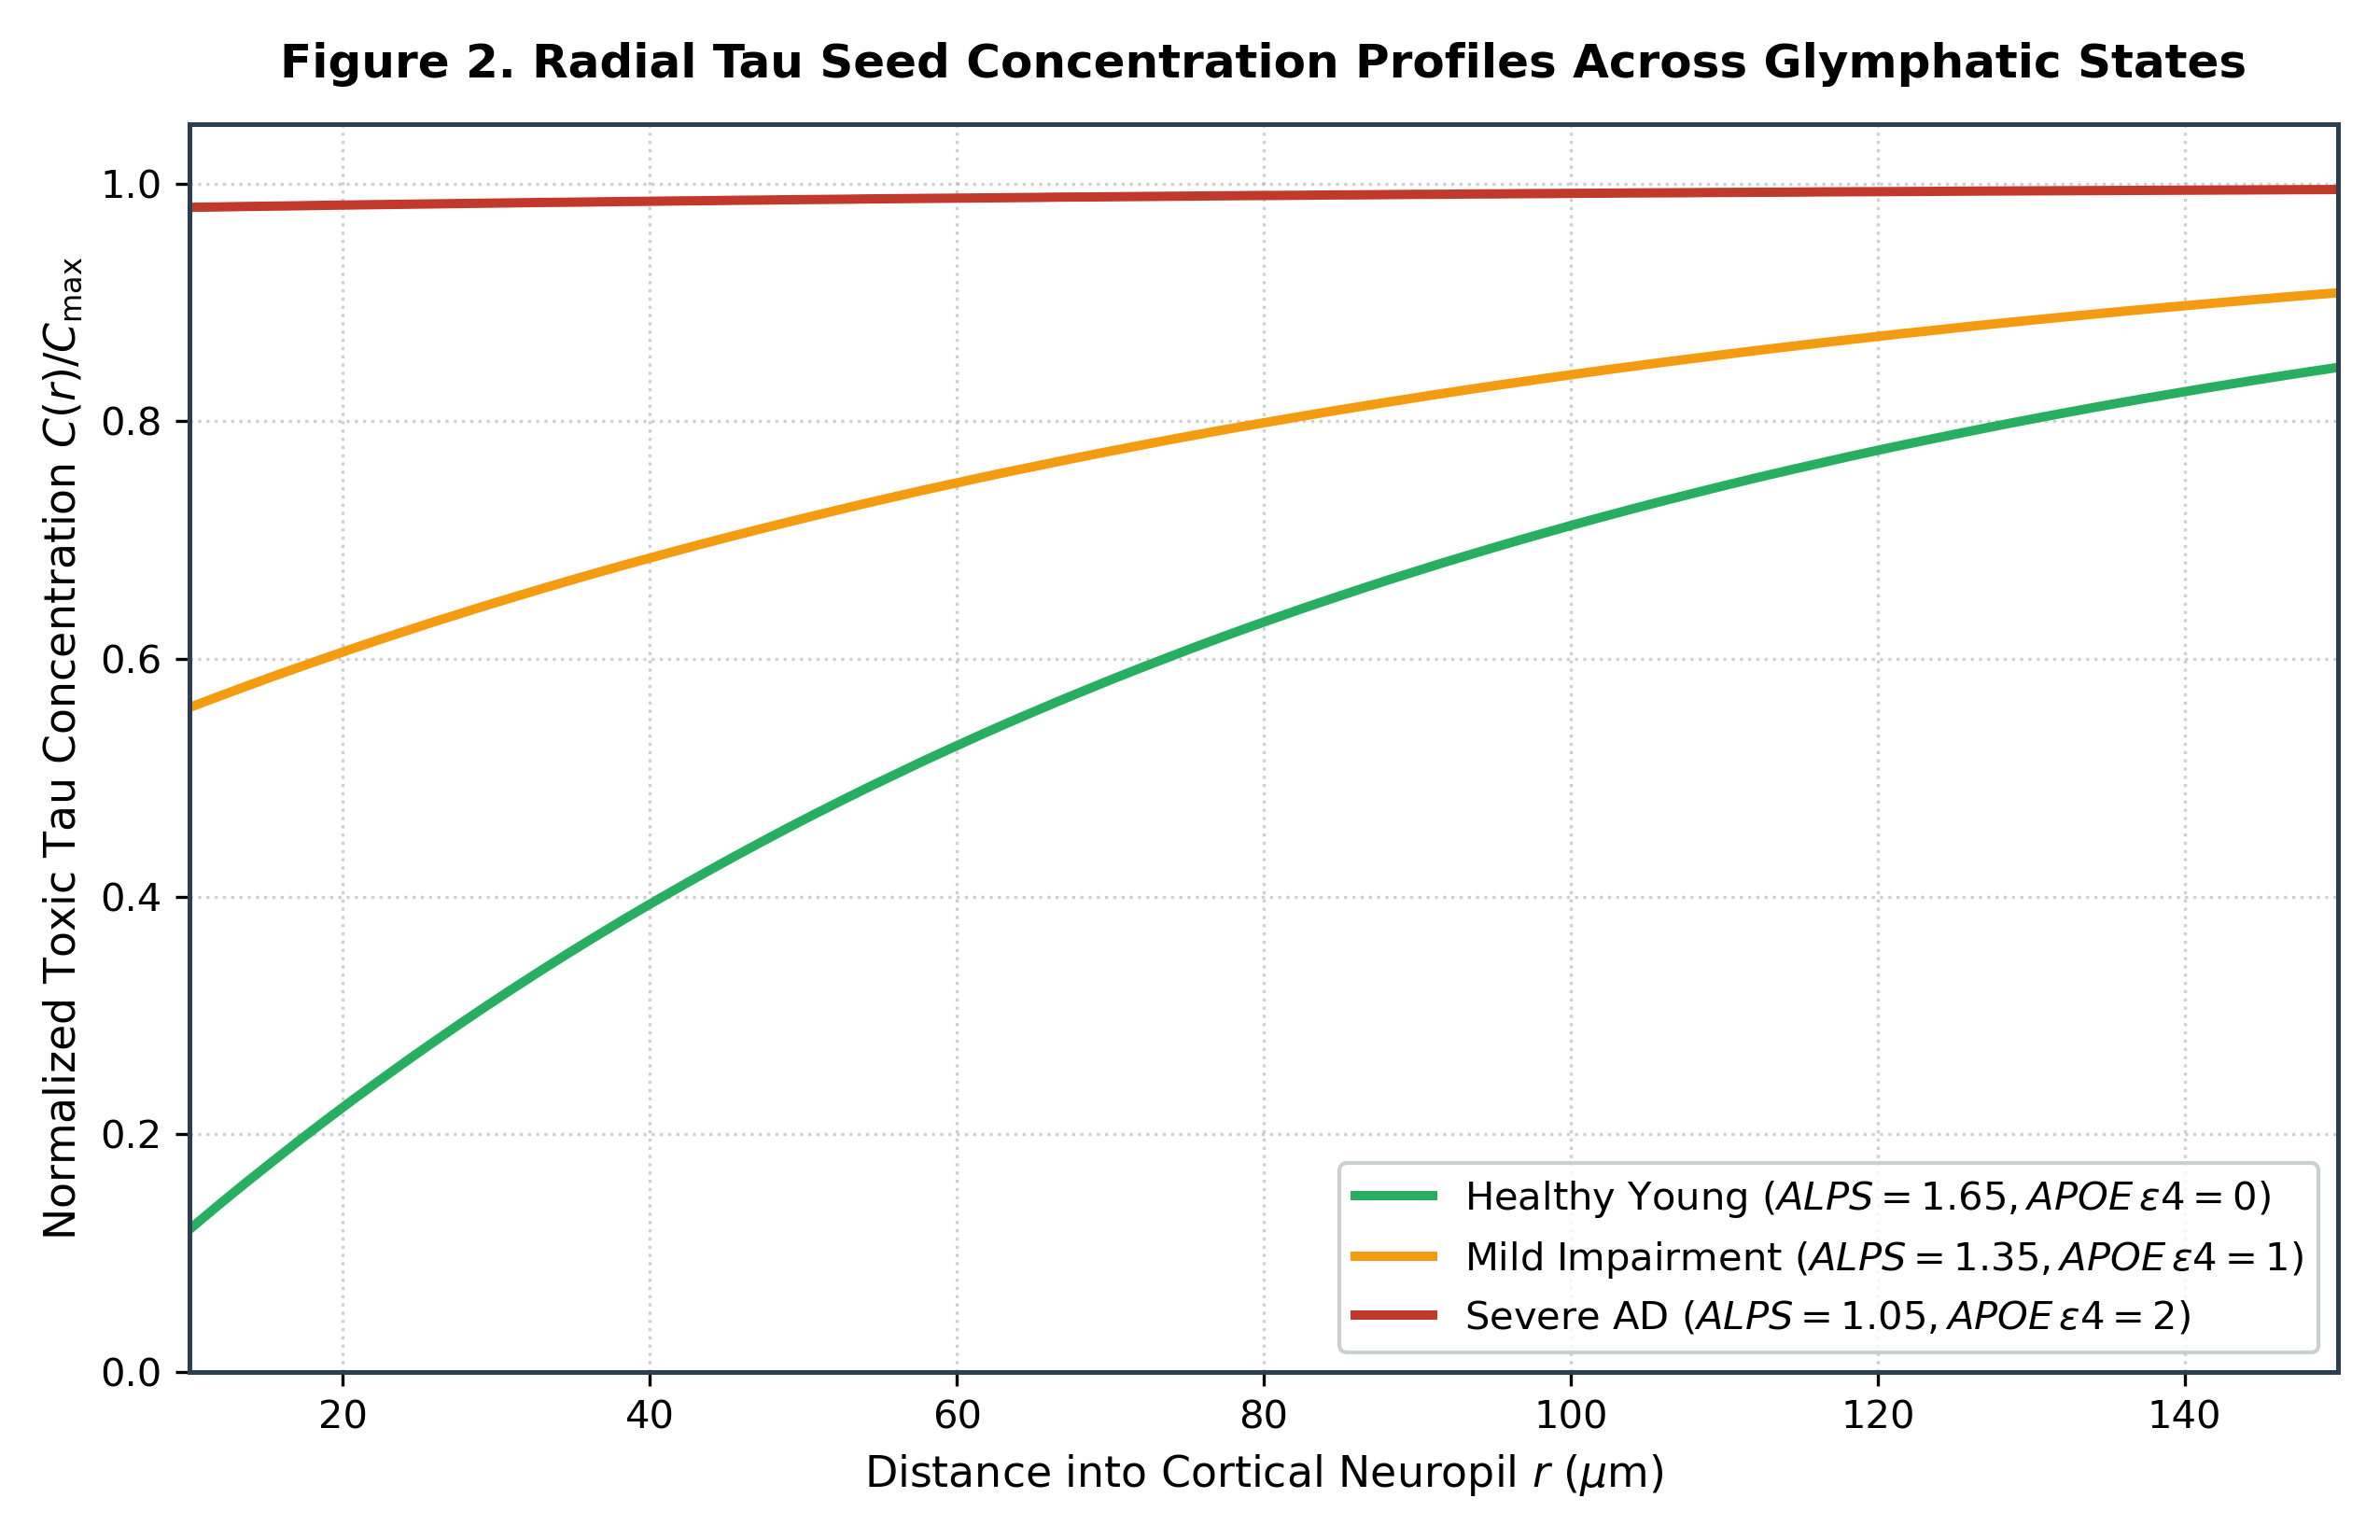 Figure 2. Radial Tau Seed Concentration Profiles Across Glymphatic States
Normalized Toxic Tau Concentration C(r)/Cmax
1.0
0.8
0.6
0.4
0.2
0.0
20 40 60 80 100 120 140
Distance into Cortical Neuropil r (μm)
Healthy Young (ALPS = 1.65, APOE ε4 = 0)
Mild Impairment (ALPS = 1.35, APOE ε4 = 1)
Severe AD (ALPS = 1.05, APOE ε4 = 2)